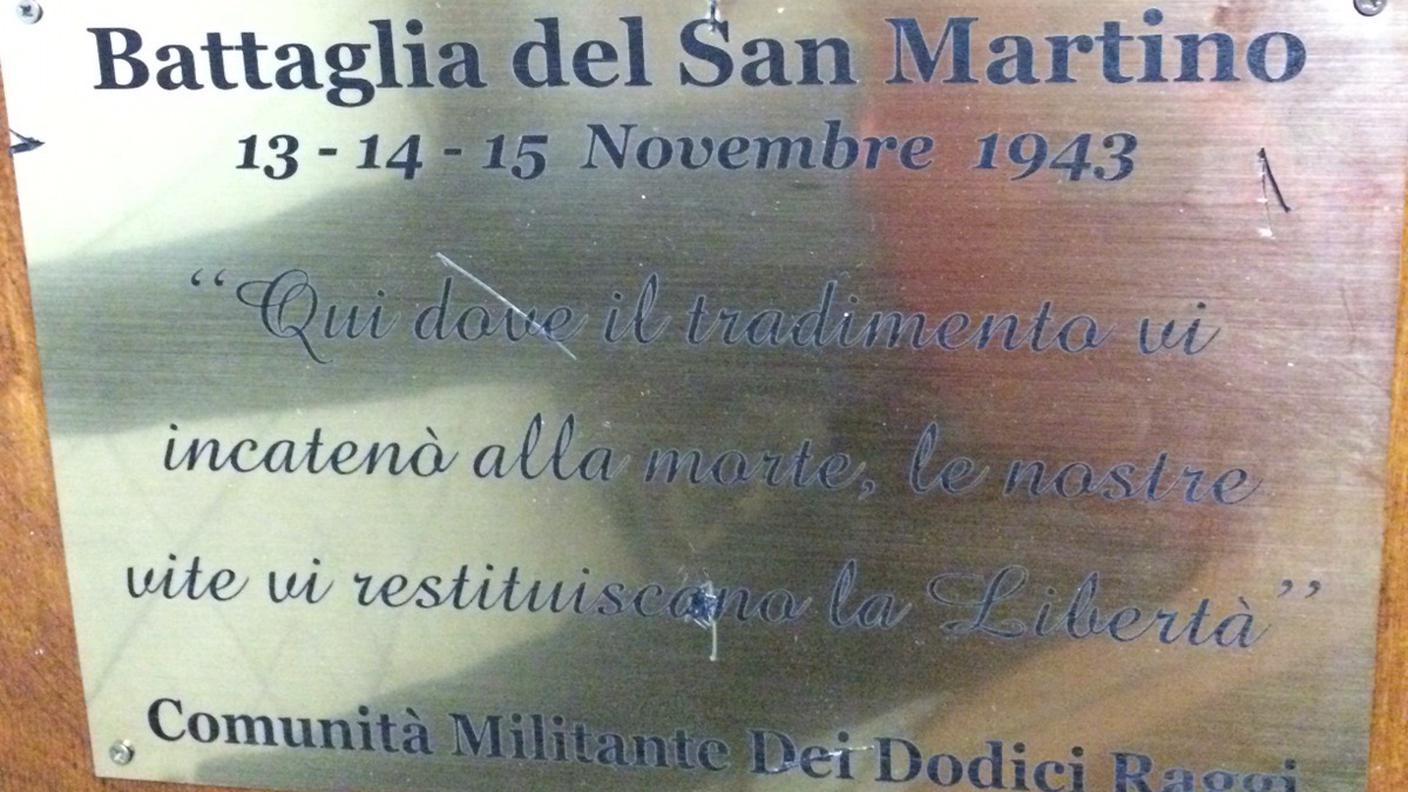 Battaglia del San Martino
13 - 14 - 15 Novembre 1943
“Qui dove il tradimento vi
incatenò alla morte, le nostre
vite vi restituiscano la Libertà”
Comunità Militante Dei Dodici Raggi